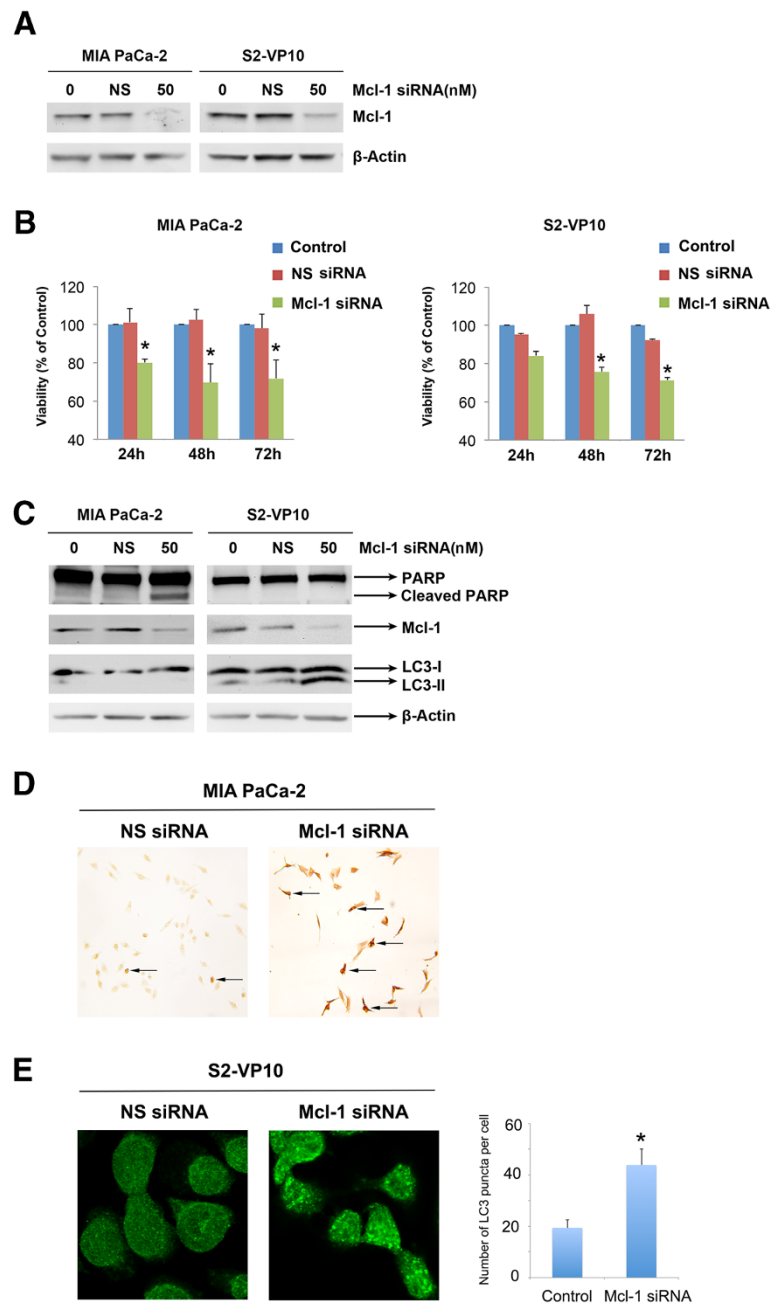 A
MIA PaCa-2
S2-VP10
0 NS 50 0 NS 50 Mcl-1 siRNA(nM)
Mcl-1
β-Actin
B
MIA PaCa-2
Control
NS siRNA
Mcl-1 siRNA
Viability (% of Control)
120
100
80
60
40
* * *
24h 48h 72h
S2-VP10
Control
NS siRNA
Mcl-1 siRNA
Viability (% of Control)
120
100
80
60
40
* *
24h 48h 72h
C
MIA PaCa-2
S2-VP10
0 NS 50 0 NS 50 Mcl-1 siRNA(nM)
PARP
Cleaved PARP
Mcl-1
LC3-I
LC3-II
β-Actin
D
MIA PaCa-2
NS siRNA
Mcl-1 siRNA
E
S2-VP10
NS siRNA
Mcl-1 siRNA
Number of LC3 puncta per cell
60
40
20
0
*
Control Mcl-1 siRNA